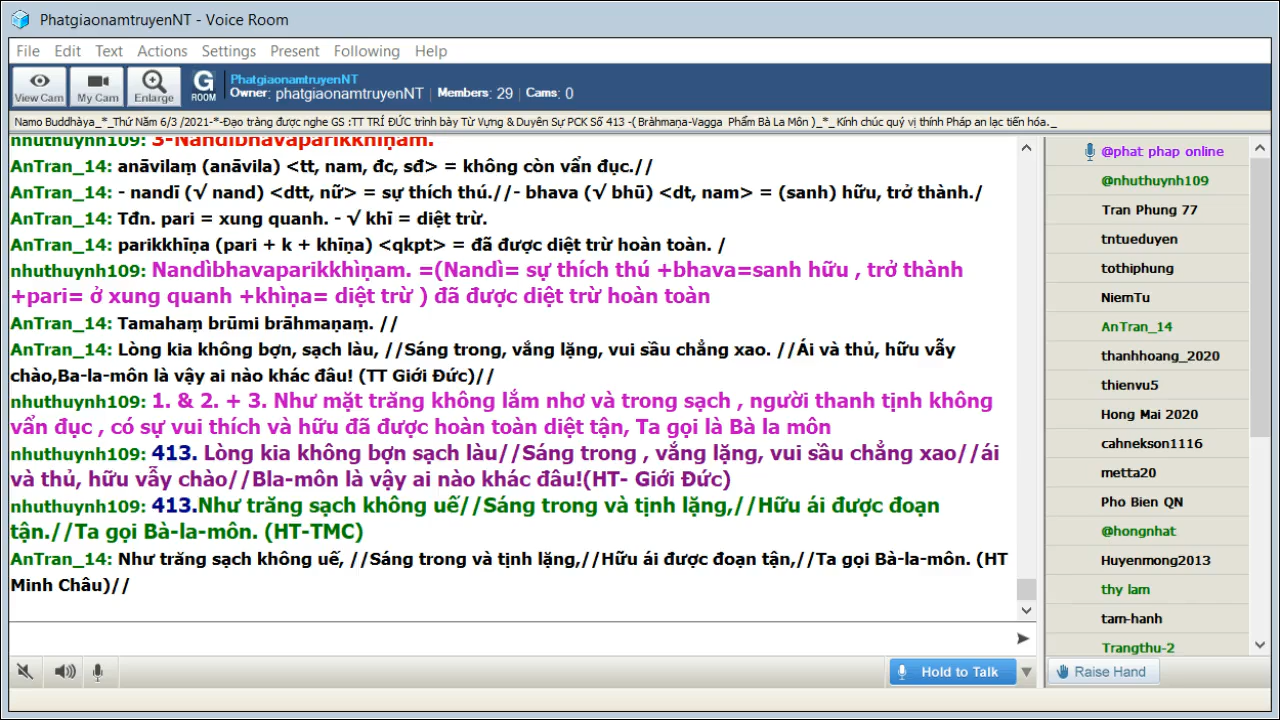 PhatgiaonamtruyenNT - Voice Room
File Edit Text Actions Settings Present Following Help
View Cam My Cam Enlarge G ROOM PhatgiaonamtruyenNT
Owner: phatgiaonamtruyenNT | Members: 29 | Cams: 0
Namo Buddhàya_*_Thứ Năm 6/3 /2021-*-Đạo tràng được nghe GS :TT TRÍ ĐỨC trình bày Từ Vựng & Duyên Sự PCK Số 413 -( Bràhmaṇa-Vagga Phẩm Bà La Môn )_*_ Kính chúc quý vị thính Pháp an lạc tiến hóa._
nhuthuynh109: 3-Nandìbhavaparikkhìṇam.
AnTran_14: anāvilaṃ (anāvila) <tt, nam, đc, sđ> = không còn vẩn đục.//
AnTran_14: - nandī (√ nand) <dtt, nữ> = sự thích thú.//- bhava (√ bhū) <dt, nam> = (sanh) hữu, trở thành./
AnTran_14: Tđn. pari = xung quanh. - √ khī = diệt trừ.
AnTran_14: parikkhīṇa (pari + k + khīṇa) <qkpt> = đã được diệt trừ hoàn toàn. /
nhuthuynh109: Nandìbhavaparikkhìṇam. =(Nandì= sự thích thú +bhava=sanh hữu , trở thành
+pari= ở xung quanh +khìṇa= diệt trừ ) đã được diệt trừ hoàn toàn
AnTran_14: Tamahaṃ brūmi brāhmaṇaṃ. //
AnTran_14: Lòng kia không bợn, sạch làu, //Sáng trong, vắng lặng, vui sầu chẳng xao. //Ái và thủ, hữu vẫy
chào,Ba-la-môn là vậy ai nào khác đâu! (TT Giới Đức)//
nhuthuynh109: 1. & 2. + 3. Như mặt trăng không lắm nhơ và trong sạch , người thanh tịnh không
vẩn đục , có sự vui thích và hữu đã được hoàn toàn diệt tận, Ta gọi là Bà la môn
nhuthuynh109: 413. Lòng kia không bợn sạch làu//Sáng trong , vắng lặng, vui sầu chẳng xao//ái
và thủ, hữu vẫy chào//Bla-môn là vậy ai nào khác đâu!(HT- Giới Đức)
nhuthuynh109: 413.Như trăng sạch không uế//Sáng trong và tịnh lặng,//Hữu ái được đoạn
tận.//Ta gọi Bà-la-môn. (HT-TMC)
AnTran_14: Như trăng sạch không uế, //Sáng trong và tịnh lặng,//Hữu ái được đoạn tận,//Ta gọi Bà-la-môn. (HT
Minh Châu)//
Hold to Talk
@phat phap online
@nhuthuynh109
Tran Phung 77
tntueduyen
tothiphung
NiemTu
AnTran_14
thanhhoang_2020
thienvu5
Hong Mai 2020
cahnekson1116
metta20
Pho Bien QN
@hongnhat
Huyenmong2013
thy lam
tam-hanh
Trangthu-2
Raise Hand